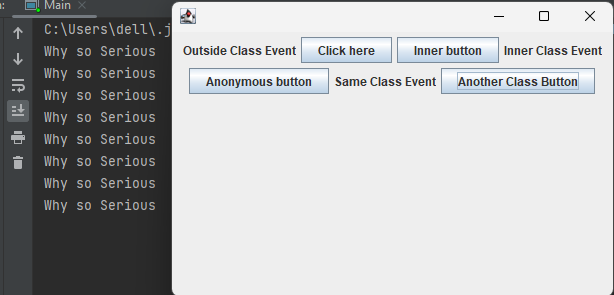 Main
C:\Users\dell\.j
Why so Serious
Why so Serious
Why so Serious
Why so Serious
Why so Serious
Why so Serious
Why so Serious
Why so Serious
Outside Class Event Click here Inner button Inner Class Event
Anonymous button Same Class Event Another Class Button